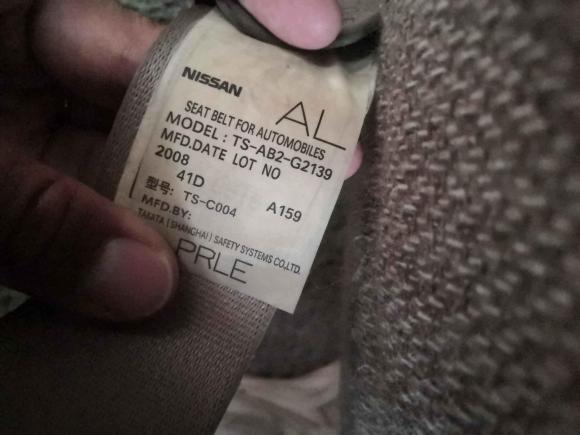 NISSAN
AL
SEAT BELT FOR AUTOMOBILES
MODEL : TS-AB2-G2139
MFD.DATE LOT NO
2008
41D A159
型号: TS-C004
MFD.BY:
TAKATA (SHANGHAI) SAFETY SYSTEMS CO.LTD.
PRLE